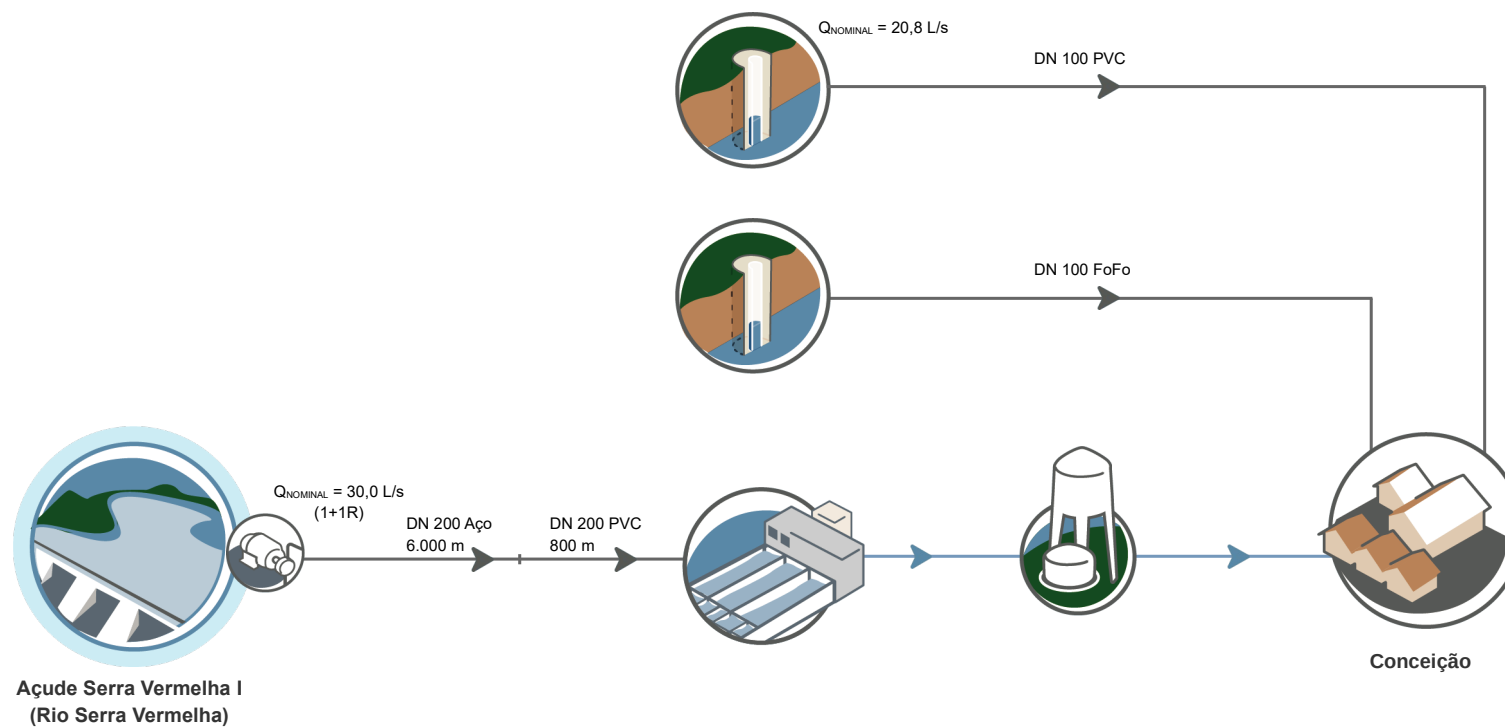 QNOMINAL = 20,8 L/s
DN 100 PVC
DN 100 FoFo
QNOMINAL = 30,0 L/s
(1+1R)
DN 200 Aço
6.000 m
DN 200 PVC
800 m
Conceição
Açude Serra Vermelha I
(Rio Serra Vermelha)